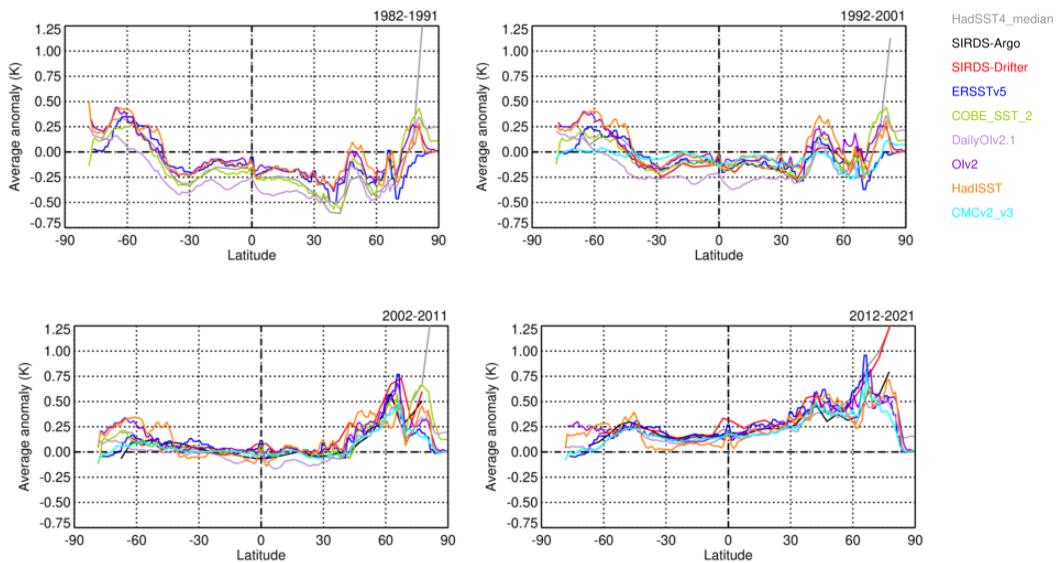 1982-1991
1.25
1.00
0.75
0.50
0.25
0.00
-0.25
-0.50
-0.75
Average anomaly (K)
-90 -60 -30 0 30 60 90
Latitude
1992-2001
1.25
1.00
0.75
0.50
0.25
0.00
-0.25
-0.50
-0.75
Average anomaly (K)
-90 -60 -30 0 30 60 90
Latitude
HadSST4_median
SIRDS-Argo
SIRDS-Drifter
ERSSTv5
COBE_SST_2
DailyOIv2.1
OIv2
HadISST
CMCv2_v3
2002-2011
1.25
1.00
0.75
0.50
0.25
0.00
-0.25
-0.50
-0.75
Average anomaly (K)
-90 -60 -30 0 30 60 90
Latitude
2012-2021
1.25
1.00
0.75
0.50
0.25
0.00
-0.25
-0.50
-0.75
Average anomaly (K)
-90 -60 -30 0 30 60 90
Latitude